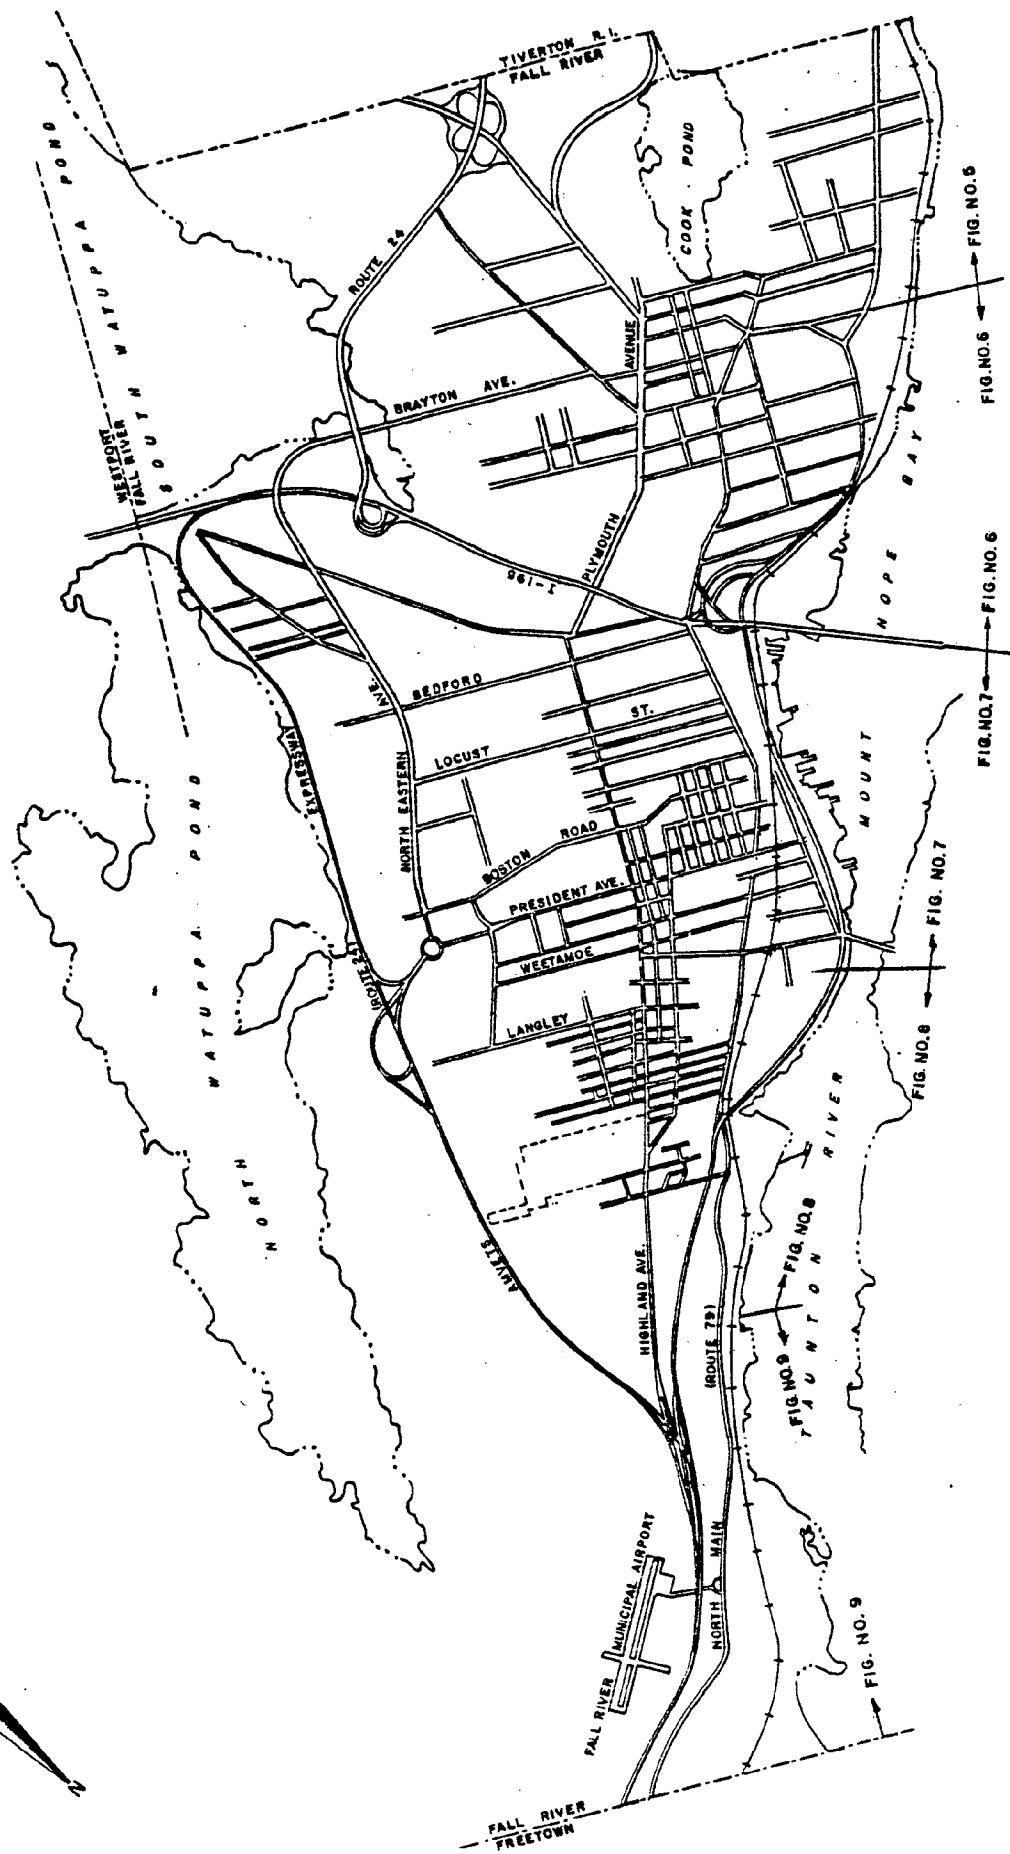 TIVERTON R.I.
FALL RIVER
WESTPORT
FALL RIVER
SOUTH WATUPPA POND
COOK POND
ROUTE 24
BRAYTON AVE.
AVENUE
PLYMOUTH
I-195
FIG. NO. 5
FIG. NO. 6
MOUNT HOPE BAY
FIG. NO. 6
FIG. NO. 7
BEDFORD
ST.
LOCUST
NORTH EASTERN AVE.
EXPRESSWAY
(ROUTE 24)
AMVETS
BOSTON ROAD
PRESIDENT AVE.
WEETAMOE
LANGLEY
NORTH WATUPPA POND
FIG. NO. 7
FIG. NO. 8
TAUNTON RIVER
FIG. NO. 8
FIG. NO. 9
HIGHLAND AVE.
(ROUTE 79)
NORTH MAIN
FALL RIVER MUNICIPAL AIRPORT
FIG. NO. 9
FALL RIVER
FREETOWN
N